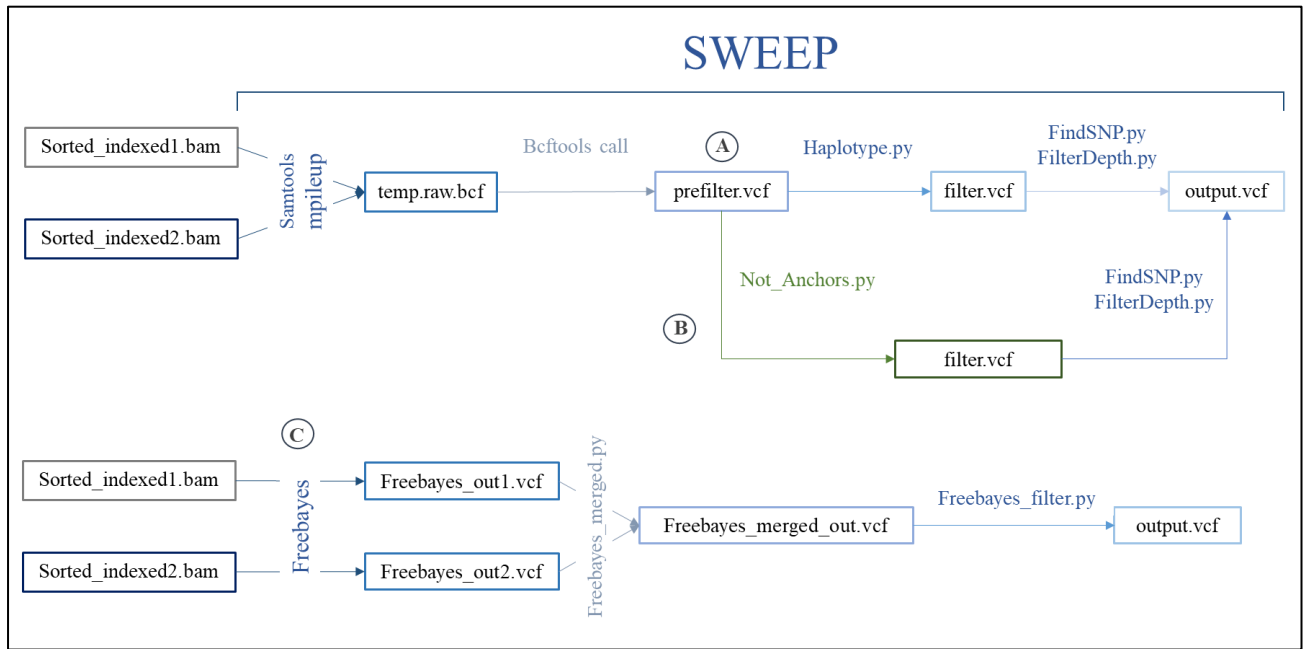 SWEEP
Sorted_indexed1.bam
Sorted_indexed2.bam
Samtools
mpileup
temp.raw.bcf
Bcftools call
A
prefilter.vcf
Haplotype.py
filter.vcf
FindSNP.py
FilterDepth.py
output.vcf
Not_Anchors.py
B
filter.vcf
FindSNP.py
FilterDepth.py
C
Sorted_indexed1.bam
Sorted_indexed2.bam
Freebayes
Freebayes_out1.vcf
Freebayes_out2.vcf
Freebayes_merged.py
Freebayes_merged_out.vcf
Freebayes_filter.py
output.vcf